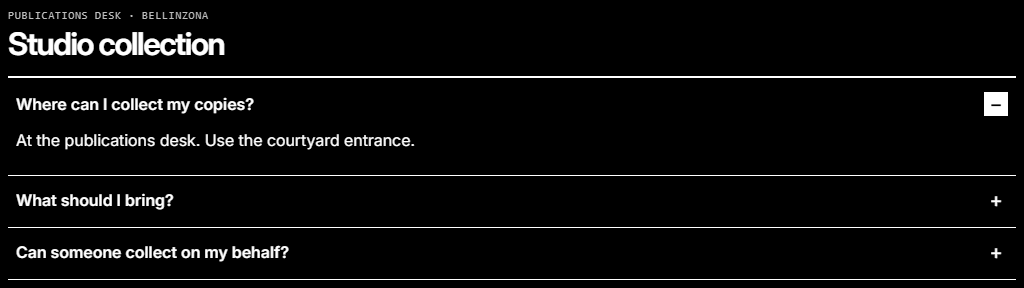 PUBLICATIONS DESK · BELLINZONA
Studio collection
Where can I collect my copies? −
At the publications desk. Use the courtyard entrance.
What should I bring? +
Can someone collect on my behalf? +